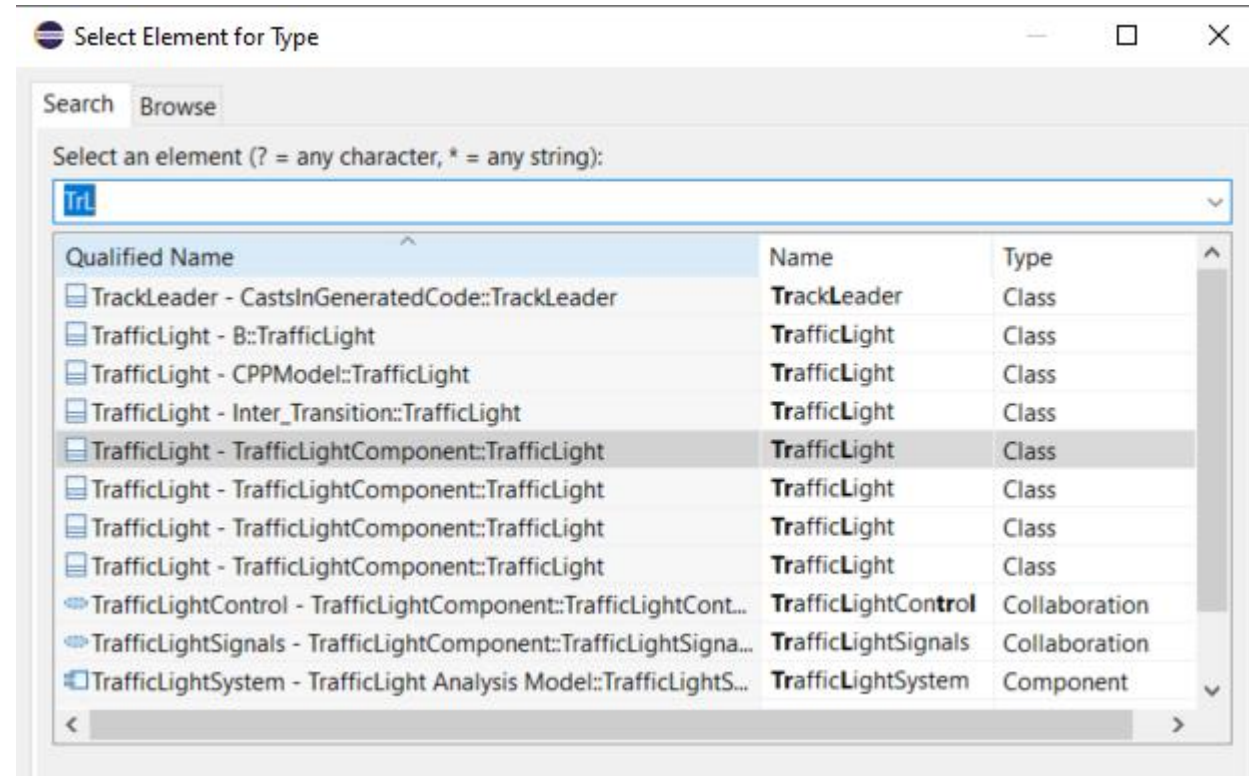 Select Element for Type
Search Browse
Select an element (? = any character, * = any string):
TrL
Qualified Name Name Type
TrackLeader - CastsInGeneratedCode::TrackLeader TrackLeader Class
TrafficLight - B::TrafficLight TrafficLight Class
TrafficLight - CPPModel::TrafficLight TrafficLight Class
TrafficLight - Inter_Transition::TrafficLight TrafficLight Class
TrafficLight - TrafficLightComponent::TrafficLight TrafficLight Class
TrafficLight - TrafficLightComponent::TrafficLight TrafficLight Class
TrafficLight - TrafficLightComponent::TrafficLight TrafficLight Class
TrafficLight - TrafficLightComponent::TrafficLight TrafficLight Class
TrafficLightControl - TrafficLightComponent::TrafficLightCont... TrafficLightControl Collaboration
TrafficLightSignals - TrafficLightComponent::TrafficLightSigna... TrafficLightSignals Collaboration
TrafficLightSystem - TrafficLight Analysis Model::TrafficLightS... TrafficLightSystem Component